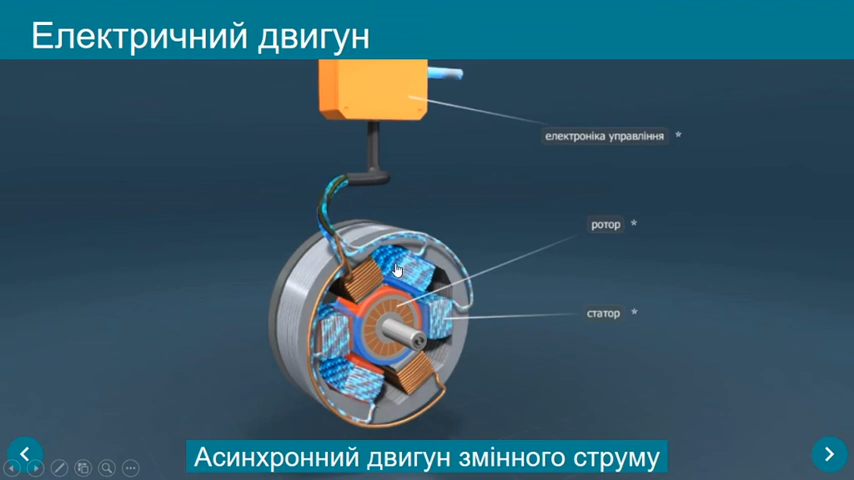 Електричний двигун
електроніка управління *
ротор *
статор *
Асинхронний двигун змінного струму